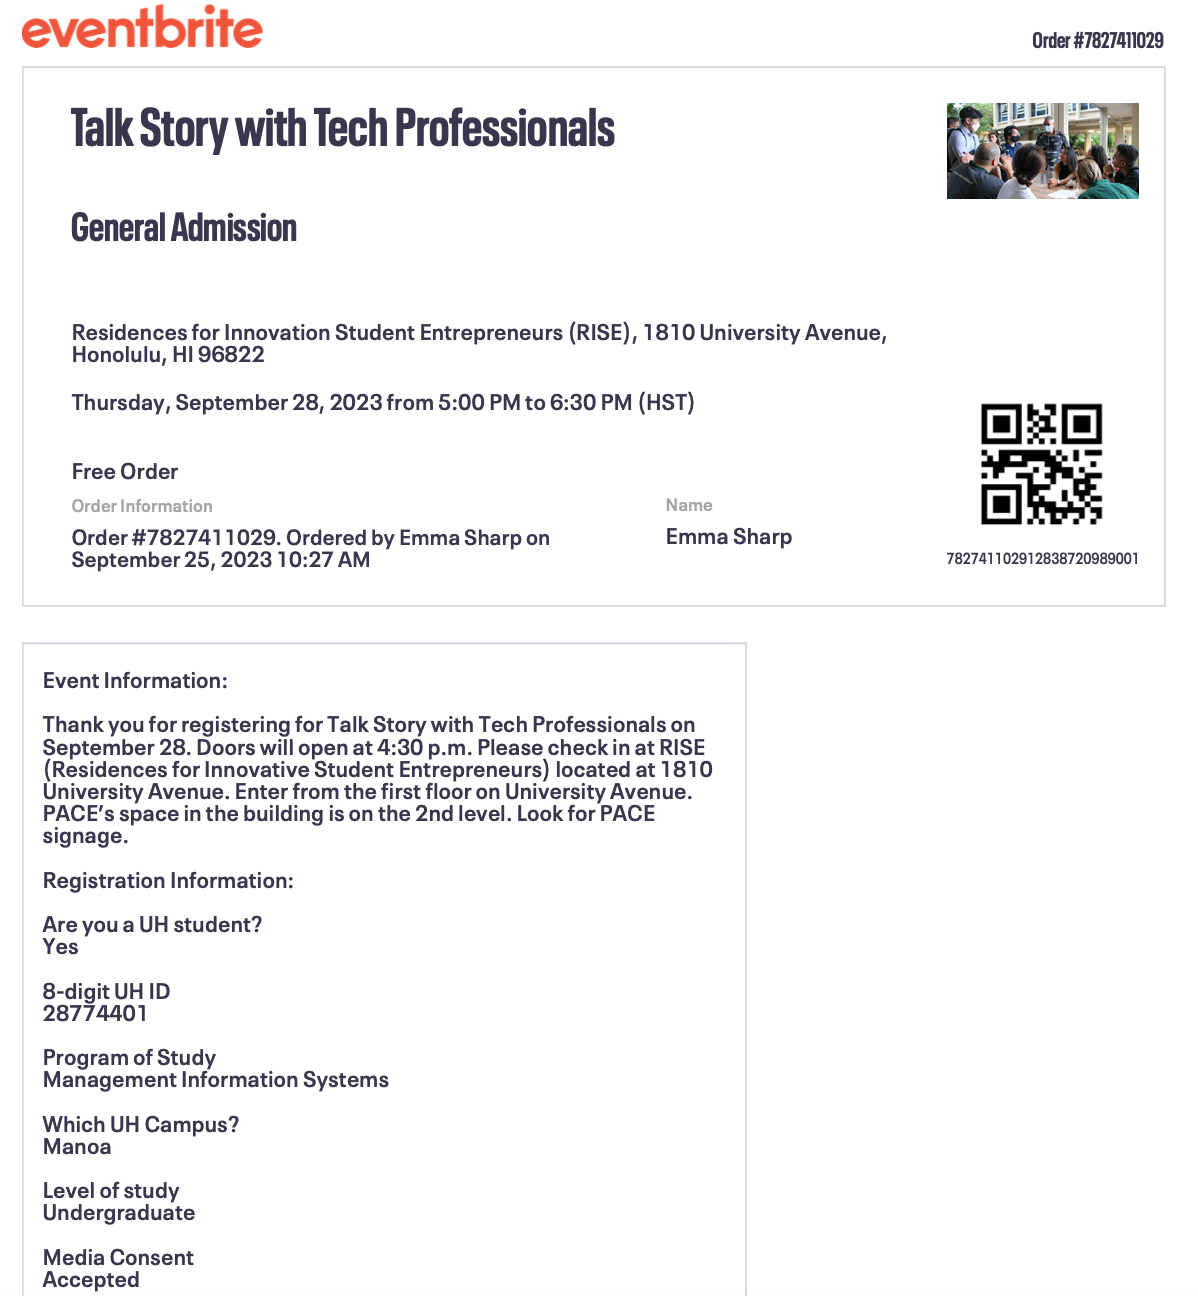 eventbrite
Order #7827411029
Talk Story with Tech Professionals
General Admission
Residences for Innovation Student Entrepreneurs (RISE), 1810 University Avenue,
Honolulu, HI 96822
Thursday, September 28, 2023 from 5:00 PM to 6:30 PM (HST)
Free Order
Order Information
Order #7827411029. Ordered by Emma Sharp on
September 25, 2023 10:27 AM
Name
Emma Sharp
782741102912838720989001
Event Information:
Thank you for registering for Talk Story with Tech Professionals on
September 28. Doors will open at 4:30 p.m. Please check in at RISE
(Residences for Innovative Student Entrepreneurs) located at 1810
University Avenue. Enter from the first floor on University Avenue.
PACE’s space in the building is on the 2nd level. Look for PACE
signage.
Registration Information:
Are you a UH student?
Yes
8-digit UH ID
28774401
Program of Study
Management Information Systems
Which UH Campus?
Manoa
Level of study
Undergraduate
Media Consent
Accepted